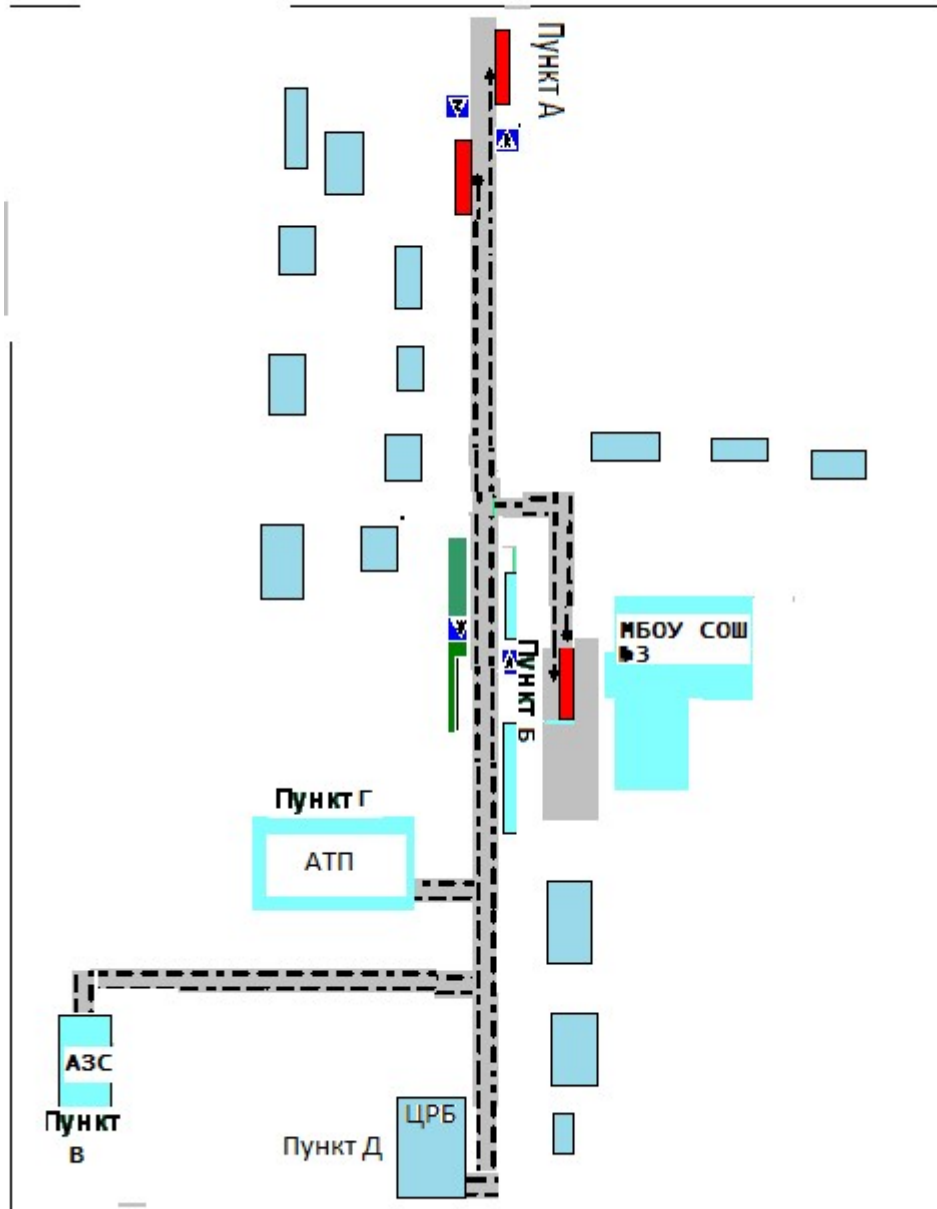 Пункт А
МБОУ СОШ
№3
Пункт Б
Пункт Г
АТП
АЗС
Пункт
В
ЦРБ
Пункт Д